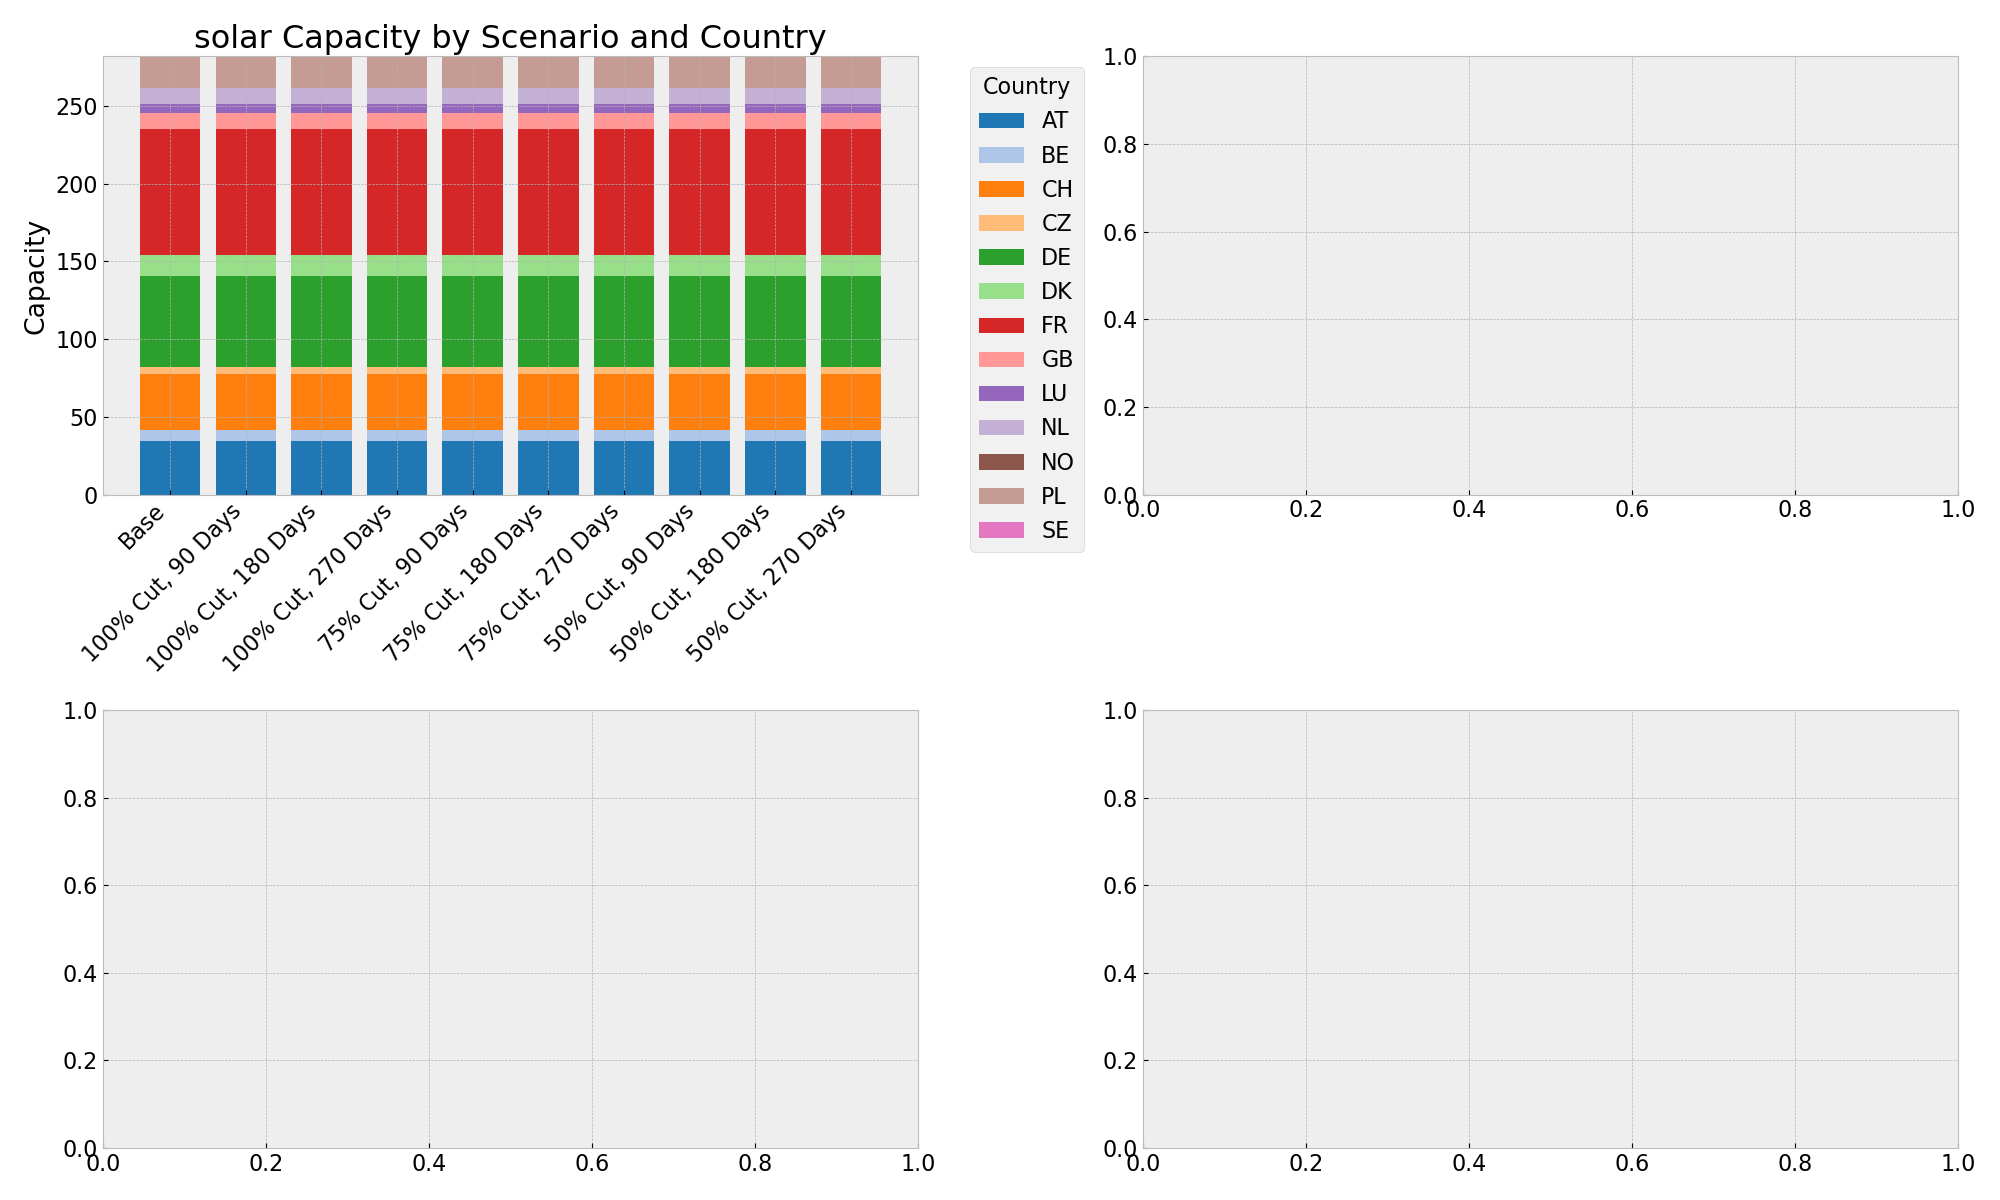 solar Capacity by Scenario and Country
Capacity
250
200
150
100
50
0
Base
100% Cut, 90 Days
100% Cut, 180 Days
100% Cut, 270 Days
75% Cut, 90 Days
75% Cut, 180 Days
75% Cut, 270 Days
50% Cut, 90 Days
50% Cut, 180 Days
50% Cut, 270 Days
Country
AT
BE
CH
CZ
DE
DK
FR
GB
LU
NL
NO
PL
SE
1.0
0.8
0.6
0.4
0.2
0.0
0.0 0.2 0.4 0.6 0.8 1.0
1.0
0.8
0.6
0.4
0.2
0.0
0.0 0.2 0.4 0.6 0.8 1.0
1.0
0.8
0.6
0.4
0.2
0.0
0.0 0.2 0.4 0.6 0.8 1.0